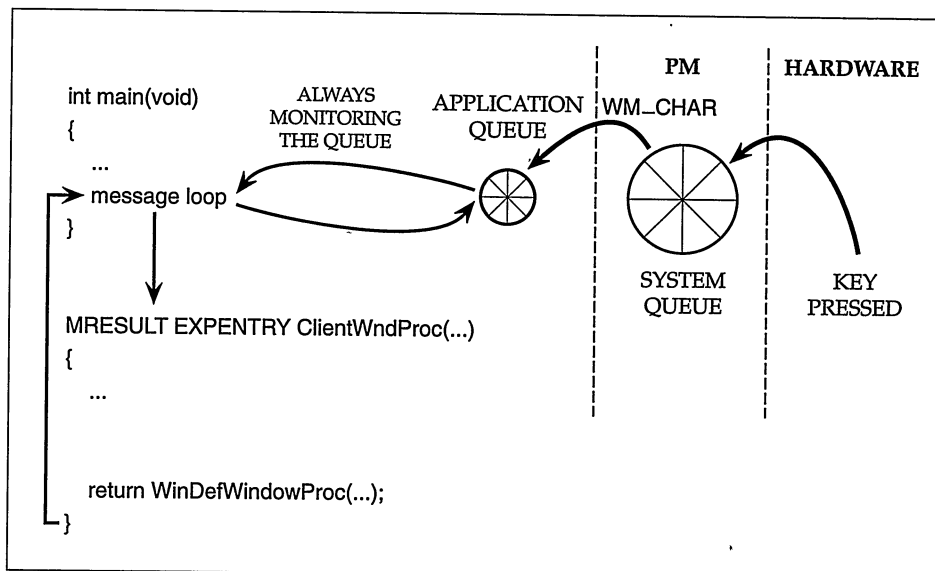 int main(void)
{
...
message loop
}
ALWAYS
MONITORING
THE QUEUE
APPLICATION
QUEUE
PM
WM_CHAR
SYSTEM
QUEUE
HARDWARE
KEY
PRESSED
MRESULT EXPENTRY ClientWndProc(...)
{
...
return WinDefWindowProc(...);
}